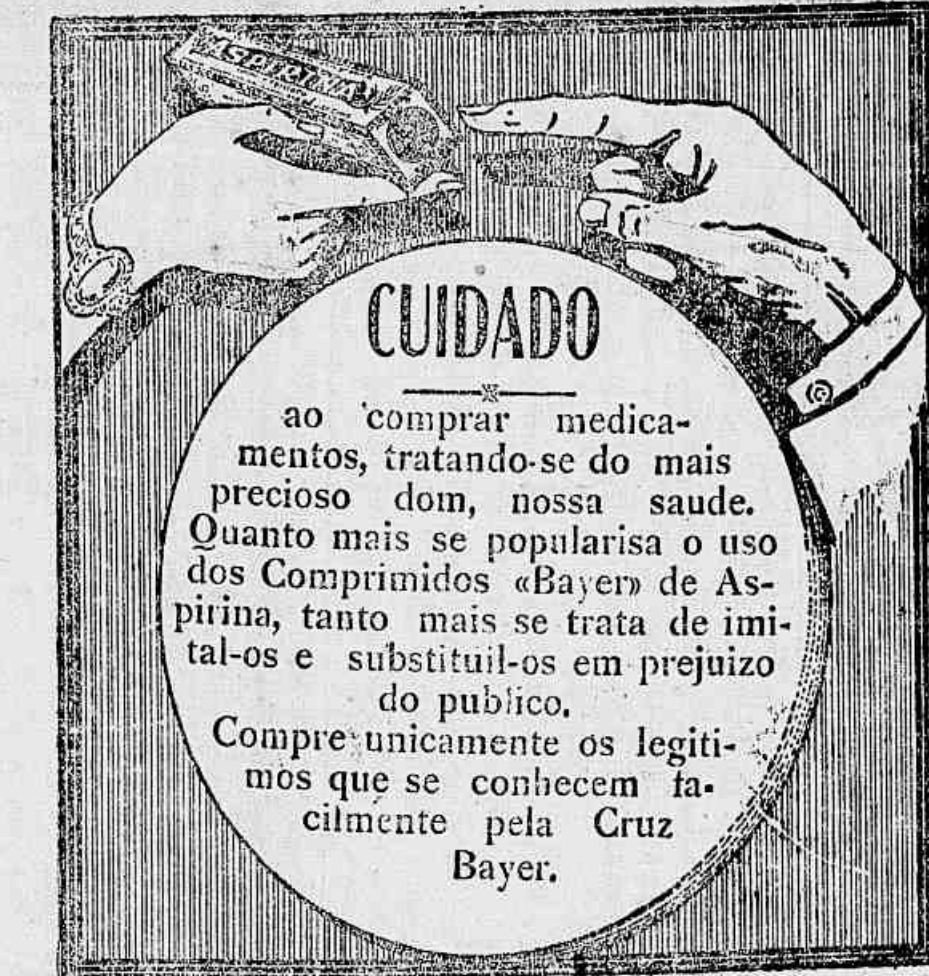 ASPIRINA
CUIDADO
ao comprar medica-
mentos, tratando-se do mais
precioso dom, nossa saude.
Quanto mais se popularisa o uso
dos Comprimidos «Bayer» de As-
pirina, tanto mais se trata de imi-
tal-os e substituil-os em prejuizo
do publico.
Compre unicamente os legiti-
mos que se conhecem fa-
cilmente pela Cruz
Bayer.